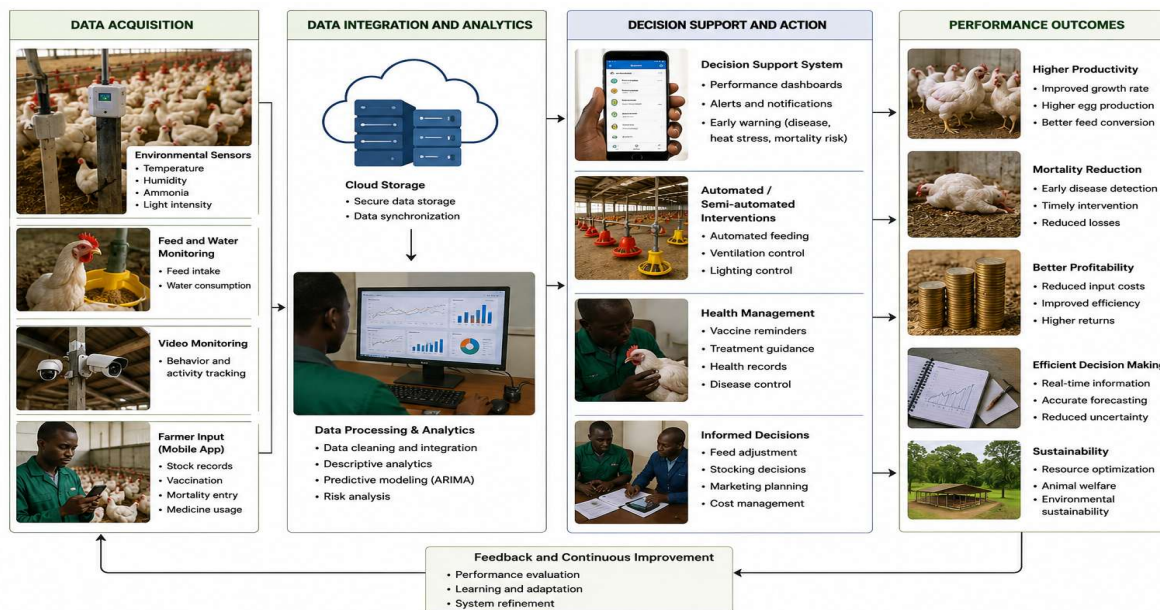 DATA ACQUISITION
Environmental Sensors
• Temperature
• Humidity
• Ammonia
• Light intensity
Feed and Water
Monitoring
• Feed intake
• Water consumption
Video Monitoring
• Behavior and
activity tracking
Farmer Input
(Mobile App)
• Stock records
• Vaccination
• Mortality entry
• Medicine usage
DATA INTEGRATION AND ANALYTICS
Cloud Storage
• Secure data storage
• Data synchronization
Data Processing & Analytics
• Data cleaning and integration
• Descriptive analytics
• Predictive modeling (ARIMA)
• Risk analysis
DECISION SUPPORT AND ACTION
Decision Support System
• Performance dashboards
• Alerts and notifications
• Early warning (disease,
heat stress, mortality risk)
Automated /
Semi-automated
Interventions
• Automated feeding
• Ventilation control
• Lighting control
Health Management
• Vaccine reminders
• Treatment guidance
• Health records
• Disease control
Informed Decisions
• Feed adjustment
• Stocking decisions
• Marketing planning
• Cost management
PERFORMANCE OUTCOMES
Higher Productivity
• Improved growth rate
• Higher egg production
• Better feed conversion
Mortality Reduction
• Early disease detection
• Timely intervention
• Reduced losses
Better Profitability
• Reduced input costs
• Improved efficiency
• Higher returns
Efficient Decision Making
• Real-time information
• Accurate forecasting
• Reduced uncertainty
Sustainability
• Resource optimization
• Animal welfare
• Environmental
sustainability
Feedback and Continuous Improvement
• Performance evaluation
• Learning and adaptation
• System refinement